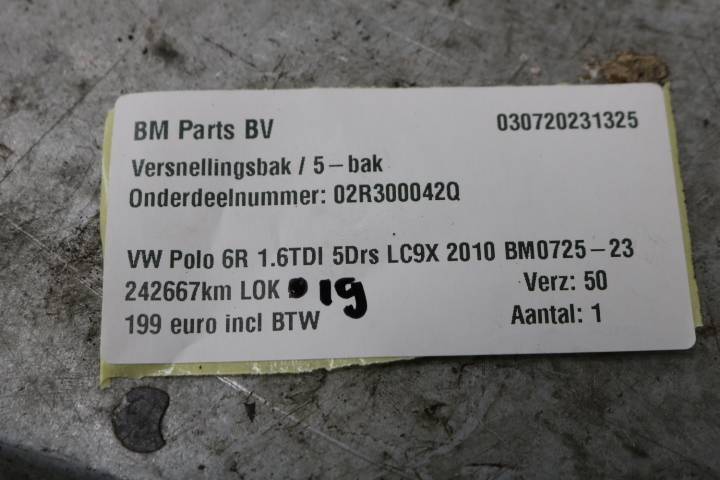 BM Parts BV 030720231325
Versnellingsbak / 5-bak
Onderdeelnummer: 02R300042Q
VW Polo 6R 1.6TDI 5Drs LC9X 2010 BM0725-23
242667km LOK 19 Verz: 50
199 euro incl BTW Aantal: 1